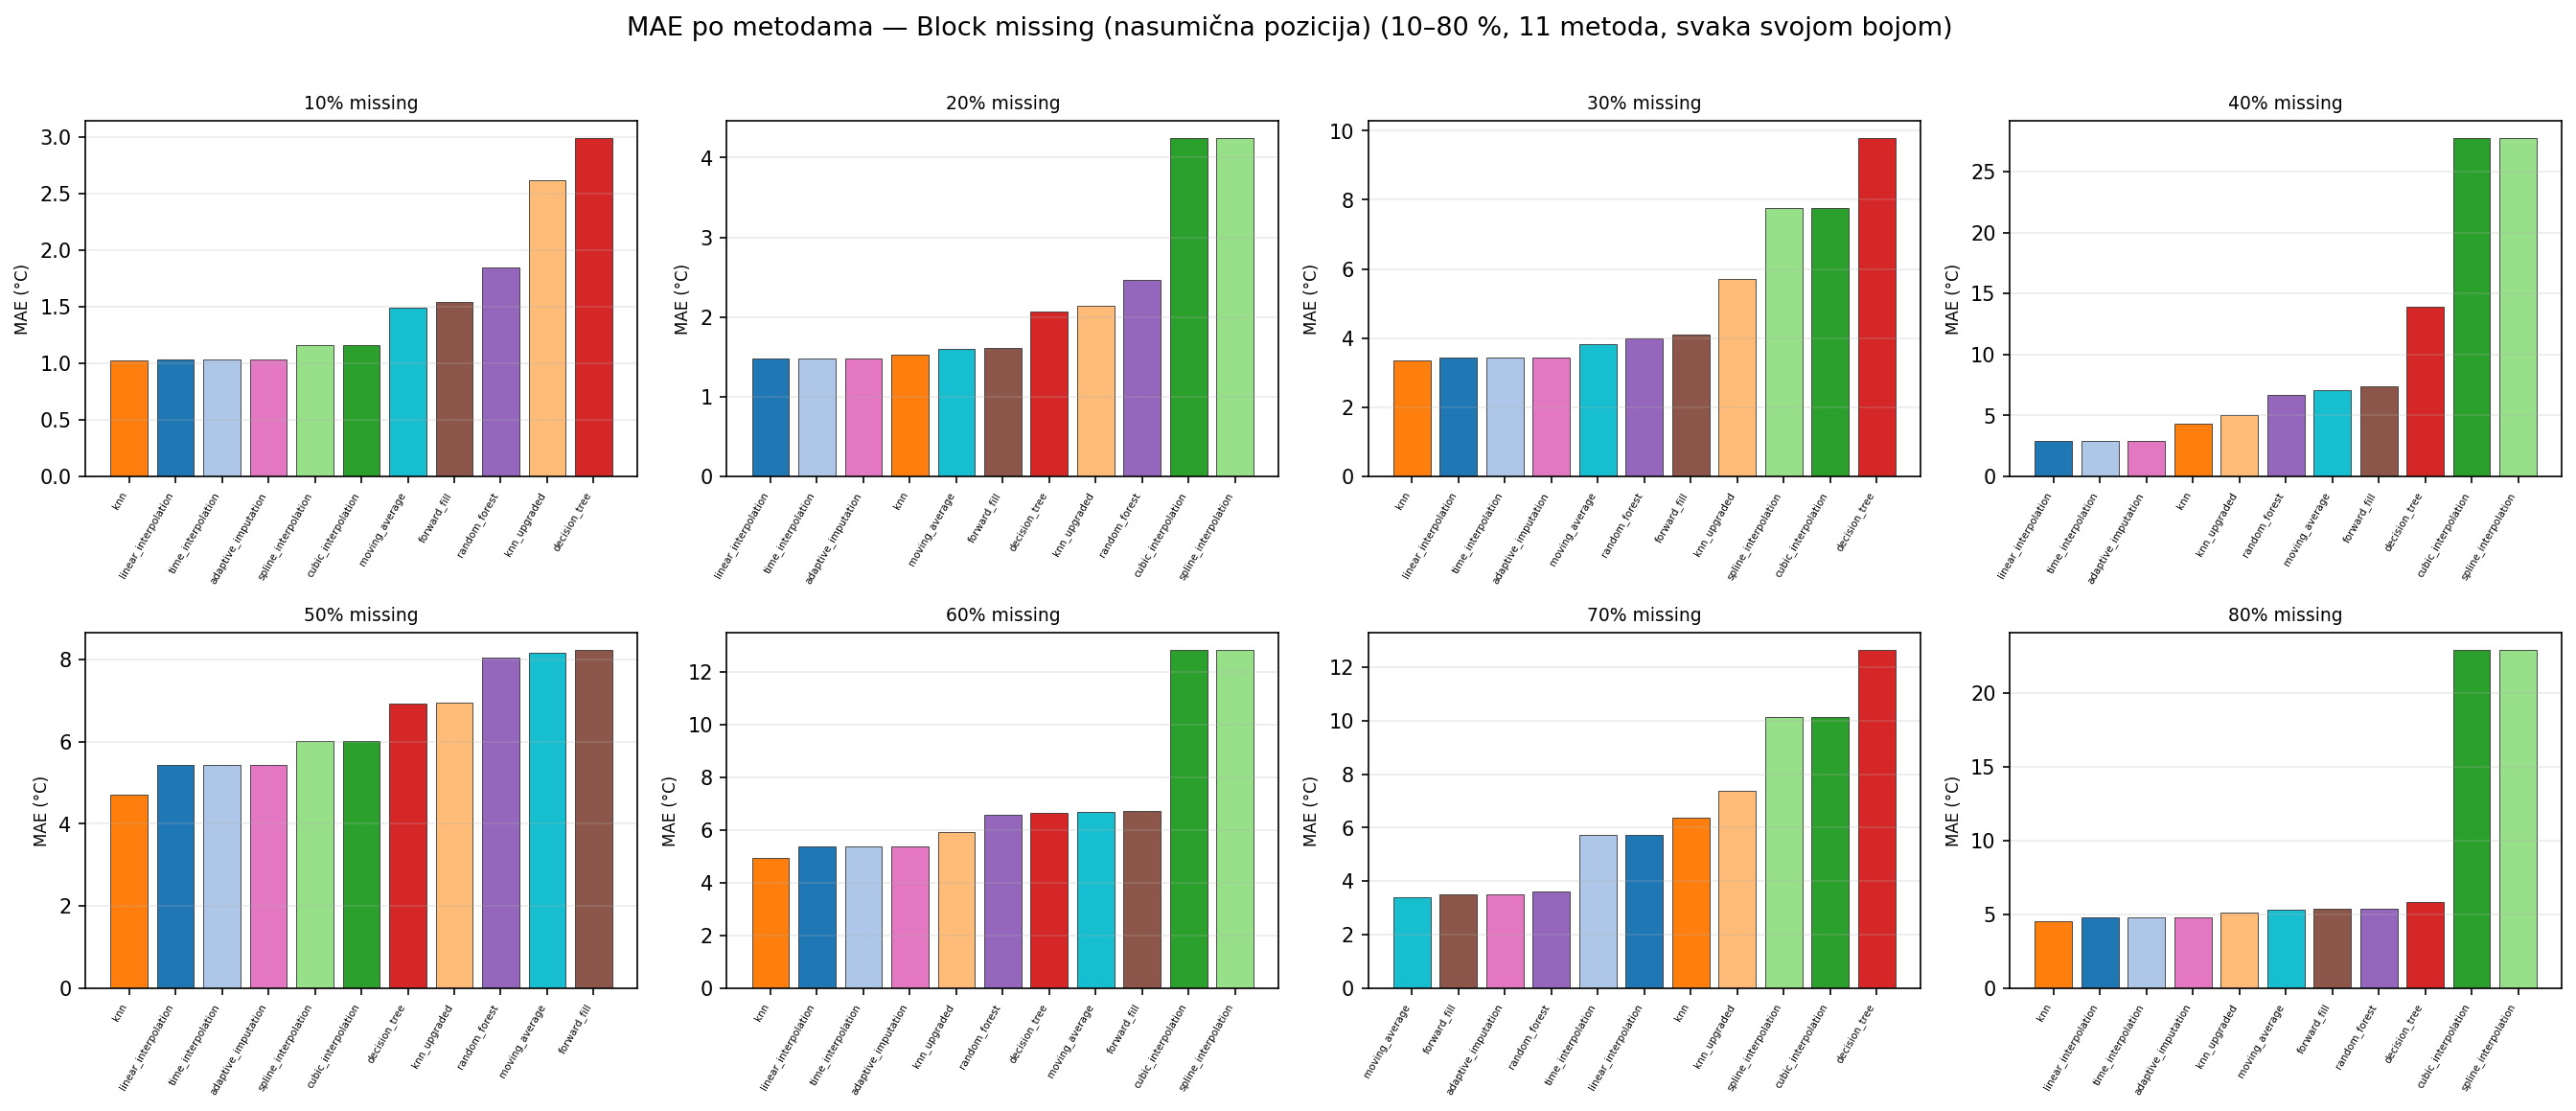 MAE po metodama — Block missing (nasumična pozicija) (10–80 %, 11 metoda, svaka svojom bojom)
10% missing
MAE (°C)
3.0
2.5
2.0
1.5
1.0
0.5
0.0
knn
linear_interpolation
time_interpolation
adaptive_imputation
spline_interpolation
cubic_interpolation
moving_average
forward_fill
random_forest
knn_upgraded
decision_tree
20% missing
MAE (°C)
4
3
2
1
0
linear_interpolation
time_interpolation
adaptive_imputation
knn
moving_average
forward_fill
decision_tree
knn_upgraded
random_forest
cubic_interpolation
spline_interpolation
30% missing
MAE (°C)
10
8
6
4
2
0
knn
linear_interpolation
time_interpolation
adaptive_imputation
moving_average
random_forest
forward_fill
knn_upgraded
spline_interpolation
cubic_interpolation
decision_tree
40% missing
MAE (°C)
25
20
15
10
5
0
linear_interpolation
time_interpolation
adaptive_imputation
knn
knn_upgraded
random_forest
moving_average
forward_fill
decision_tree
cubic_interpolation
spline_interpolation
50% missing
MAE (°C)
8
6
4
2
0
knn
linear_interpolation
time_interpolation
adaptive_imputation
spline_interpolation
cubic_interpolation
decision_tree
knn_upgraded
random_forest
moving_average
forward_fill
60% missing
MAE (°C)
12
10
8
6
4
2
0
knn
linear_interpolation
time_interpolation
adaptive_imputation
knn_upgraded
random_forest
decision_tree
moving_average
forward_fill
cubic_interpolation
spline_interpolation
70% missing
MAE (°C)
12
10
8
6
4
2
0
moving_average
forward_fill
adaptive_imputation
random_forest
time_interpolation
linear_interpolation
knn
knn_upgraded
spline_interpolation
cubic_interpolation
decision_tree
80% missing
MAE (°C)
20
15
10
5
0
knn
linear_interpolation
time_interpolation
adaptive_imputation
knn_upgraded
moving_average
forward_fill
random_forest
decision_tree
cubic_interpolation
spline_interpolation